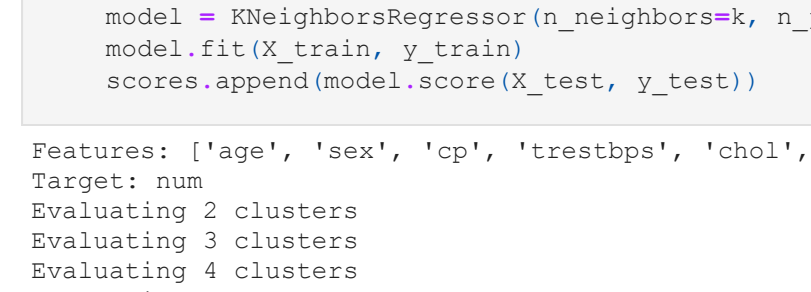 model = KNeighborsRegressor(n_neighbors=k, n_
model.fit(X_train, y_train)
scores.append(model.score(X_test, y_test))
Features: ['age', 'sex', 'cp', 'trestbps', 'chol',
Target: num
Evaluating 2 clusters
Evaluating 3 clusters
Evaluating 4 clusters